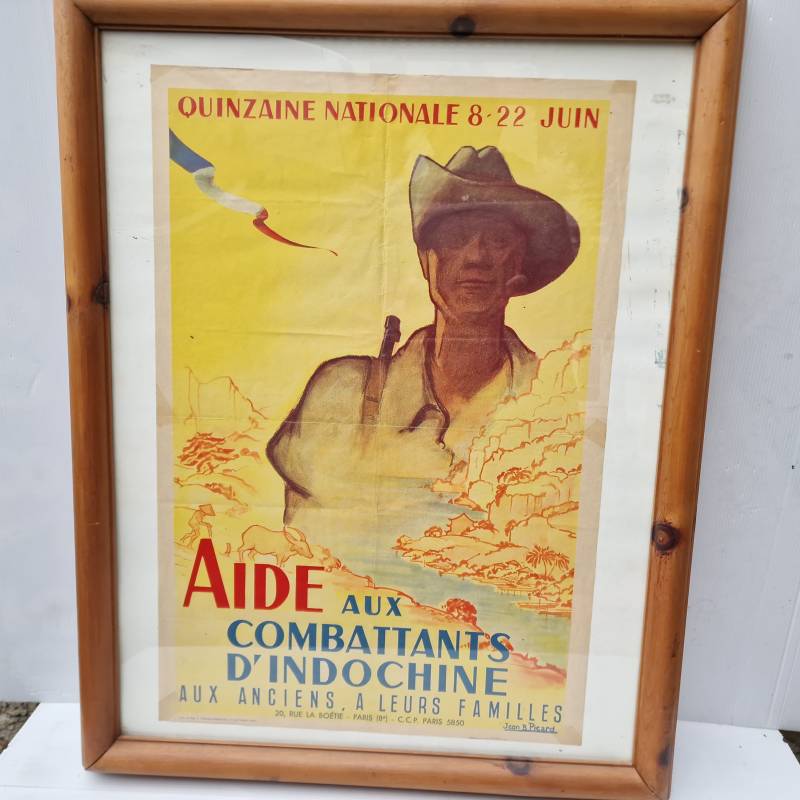 QUINZAINE NATIONALE 8-22 JUIN
AIDE AUX
COMBATTANTS
D'INDOCHINE
AUX ANCIENS, A LEURS FAMILLES
20, RUE LA BOËTIE - PARIS (8e) - C.C.P. PARIS 5850
Jean B. Picard